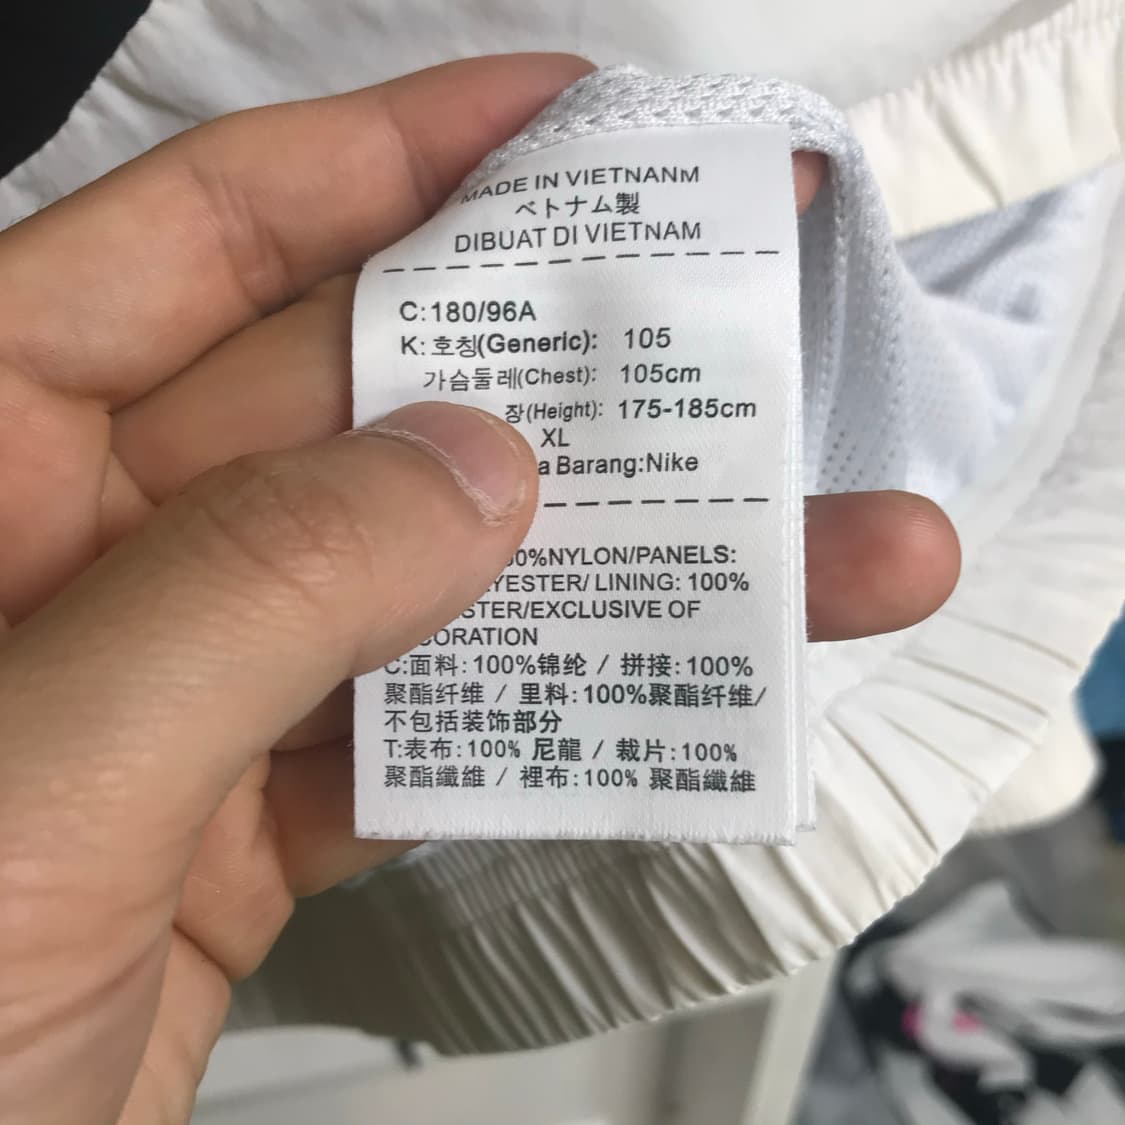 MADE IN VIETNANM
ベトナム製
DIBUAT DI VIETNAM
C:180/96A
K:호칭(Generic): 105
가슴둘레(Chest): 105cm
장(Height): 175-185cm
XL
Barang:Nike
%NYLON/PANELS:
LINING: 100%
EXCLUSIVE OF
C:面料:100%锦纶 / 拼接:100%
聚酯纤维 / 里料:100%聚酯纤维/
不包括装饰部分
T:表布:100% 尼龍 / 裁片:100%
聚酯纖維 / 裡布:100% 聚酯纖維